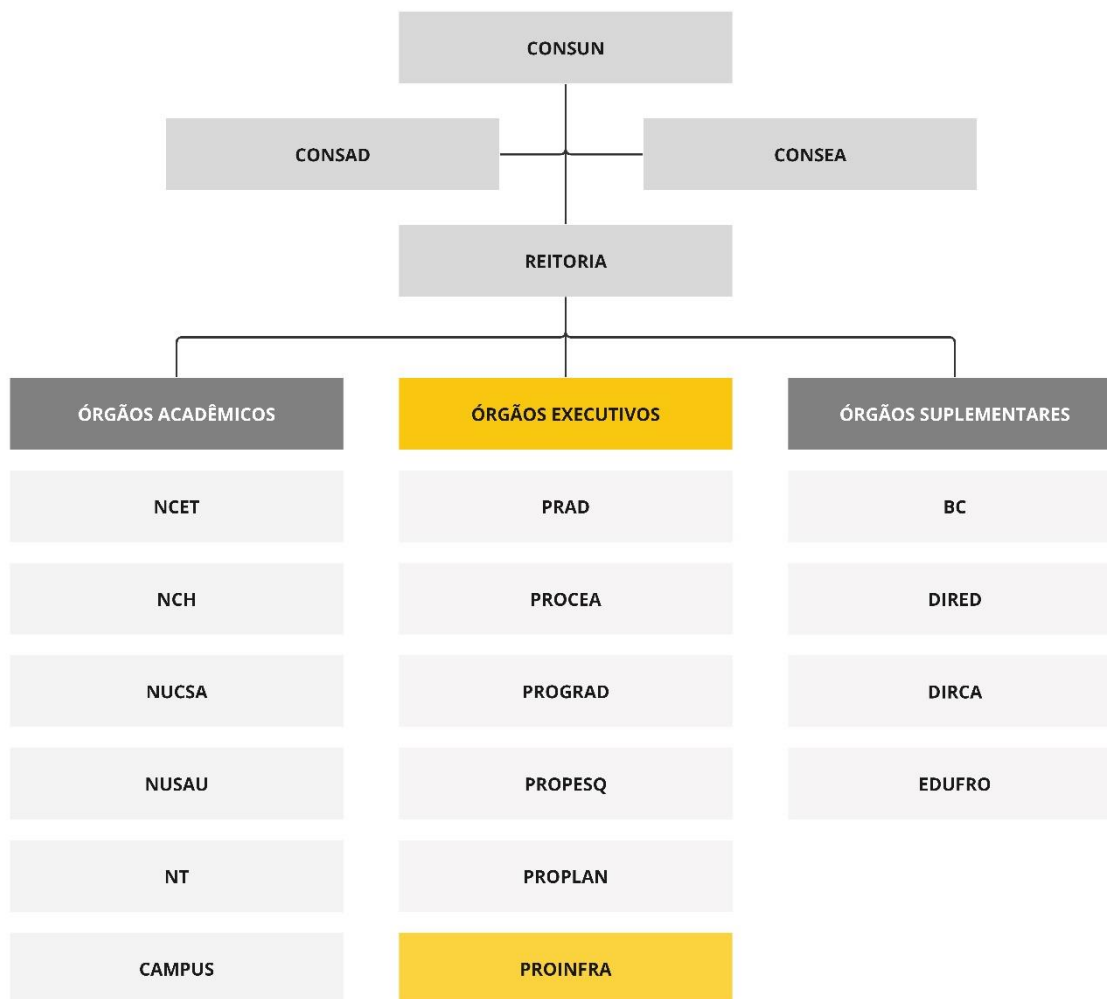 CONSUN
CONSAD
CONSEA
REITORIA
ÓRGÃOS ACADÊMICOS
NCET
NCH
NUCSA
NUSAU
NT
CAMPUS
ÓRGÃOS EXECUTIVOS
PRAD
PROCEA
PROGRAD
PROPESQ
PROPLAN
PROINFRA
ÓRGÃOS SUPLEMENTARES
BC
DIRED
DIRCA
EDUFRO